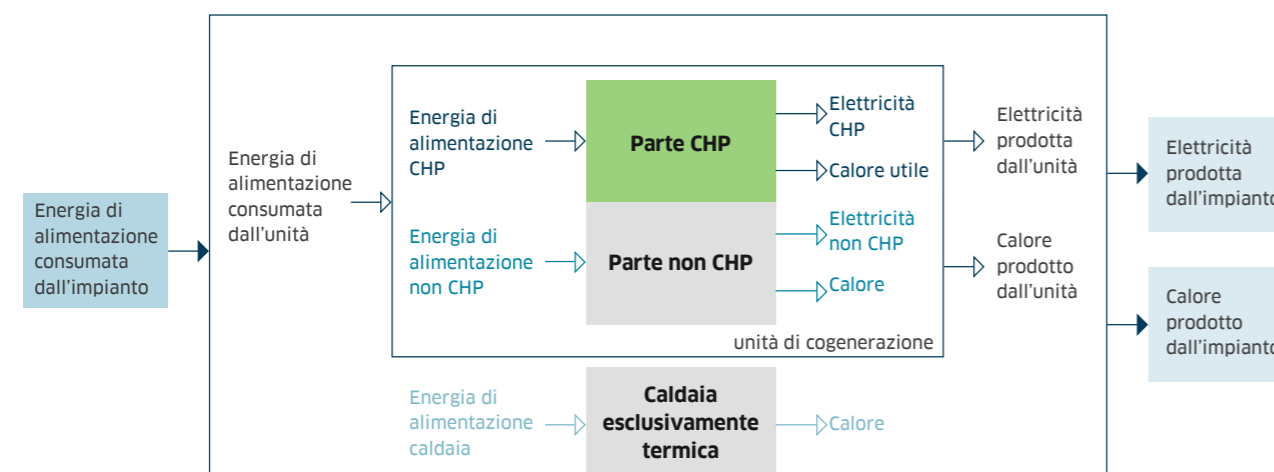 Energia di
alimentazione
consumata
dall'impianto
Energia di
alimentazione
consumata
dall'unità
Energia di
alimentazione
CHP
Parte CHP
Elettricità
CHP
Calore utile
Energia di
alimentazione
non CHP
Parte non CHP
Elettricità
non CHP
Calore
unità di cogenerazione
Energia di
alimentazione
caldaia
Caldaia
esclusivamente
termica
Calore
Elettricità
prodotta
dall'unità
Calore
prodotto
dall'unità
Elettricità
prodotta
dall'impianto
Calore
prodotto
dall'impianto